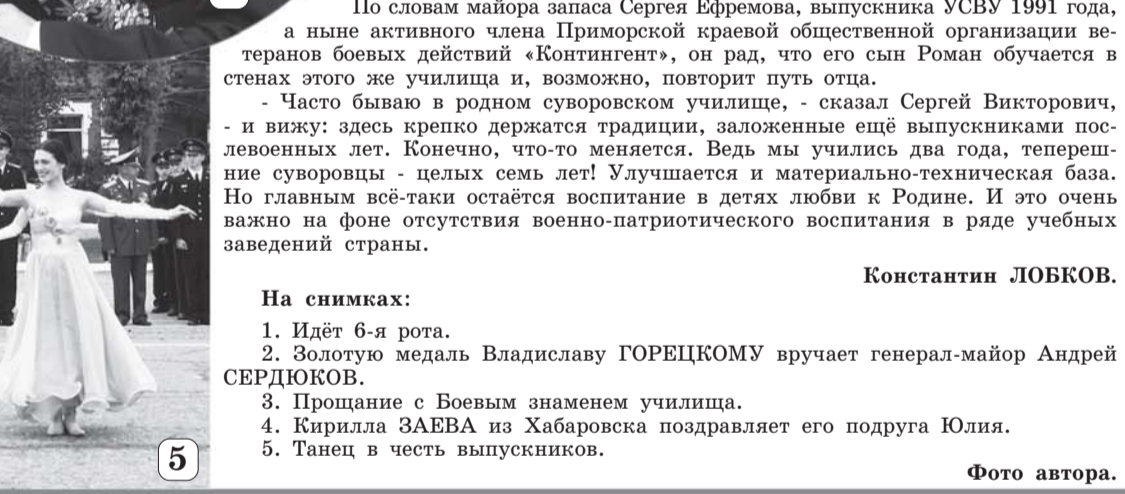 По словам майора запаса Сергея Ефремова, выпускника УСВУ 1991 года,
а ныне активного члена Приморской краевой общественной организации ве-
теранов боевых действий «Контингент», он рад, что его сын Роман обучается в
стенах этого же училища и, возможно, повторит путь отца.
- Часто бываю в родном суворовском училище, - сказал Сергей Викторович,
- и вижу: здесь крепко держатся традиции, заложенные ещё выпускниками пос-
левоенных лет. Конечно, что-то меняется. Ведь мы учились два года, тепереш-
ние суворовцы - целых семь лет! Улучшается и материально-техническая база.
Но главным всё-таки остаётся воспитание в детях любви к Родине. И это очень
важно на фоне отсутствия военно-патриотического воспитания в ряде учебных
заведений страны.
Константин ЛОБКОВ.
На снимках:
1. Идёт 6-я рота.
2. Золотую медаль Владиславу ГОРЕЦКОМУ вручает генерал-майор Андрей
СЕРДЮКОВ.
3. Прощание с Боевым знаменем училища.
4. Кирилла ЗАЕВА из Хабаровска поздравляет его подруга Юлия.
5. Танец в честь выпускников.
5
Фото автора.